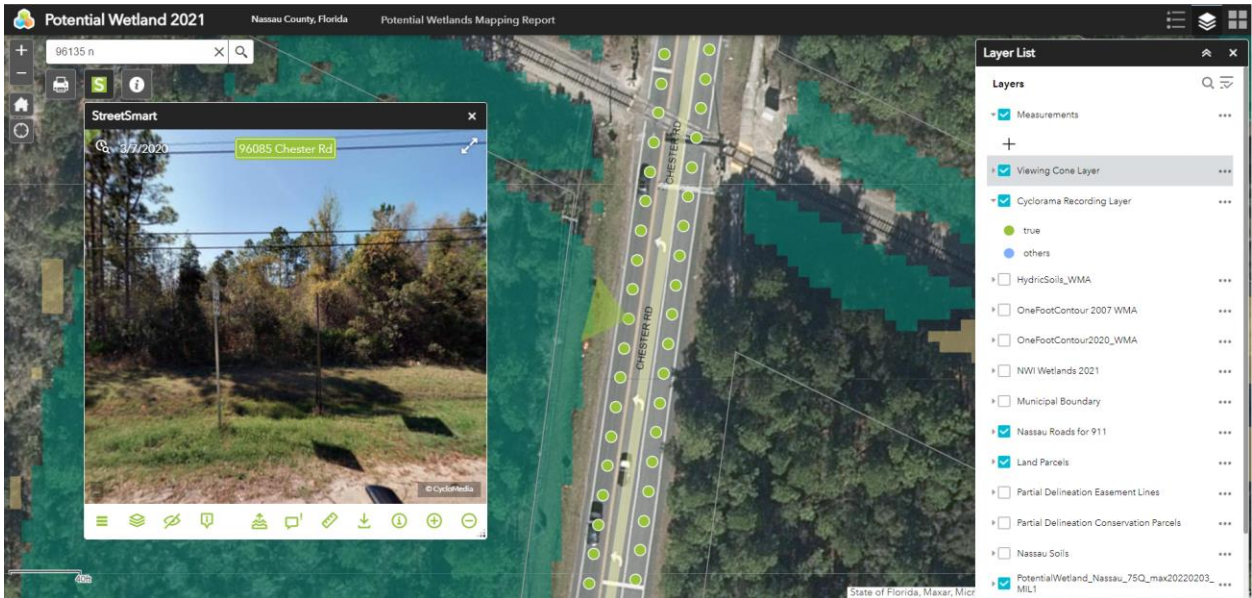 Potential Wetland 2021
Nassau County, Florida
Potential Wetlands Mapping Report
96135 n
StreetSmart
3/7/2020
96085 Chester Rd
© CycloMedia
CHESTER RD
CHESTER RD
40ft
State of Florida, Maxar, Micr
Layer List
Layers
Measurements
Viewing Cone Layer
Cyclorama Recording Layer
true
others
HydricSoils_WMA
OneFootContour 2007 WMA
OneFootContour2020_WMA
NWI Wetlands 2021
Municipal Boundary
Nassau Roads for 911
Land Parcels
Partial Delineation Easement Lines
Partial Delineation Conservation Parcels
Nassau Soils
PotentialWetland_Nassau_75Q_max20220203_
MIL1